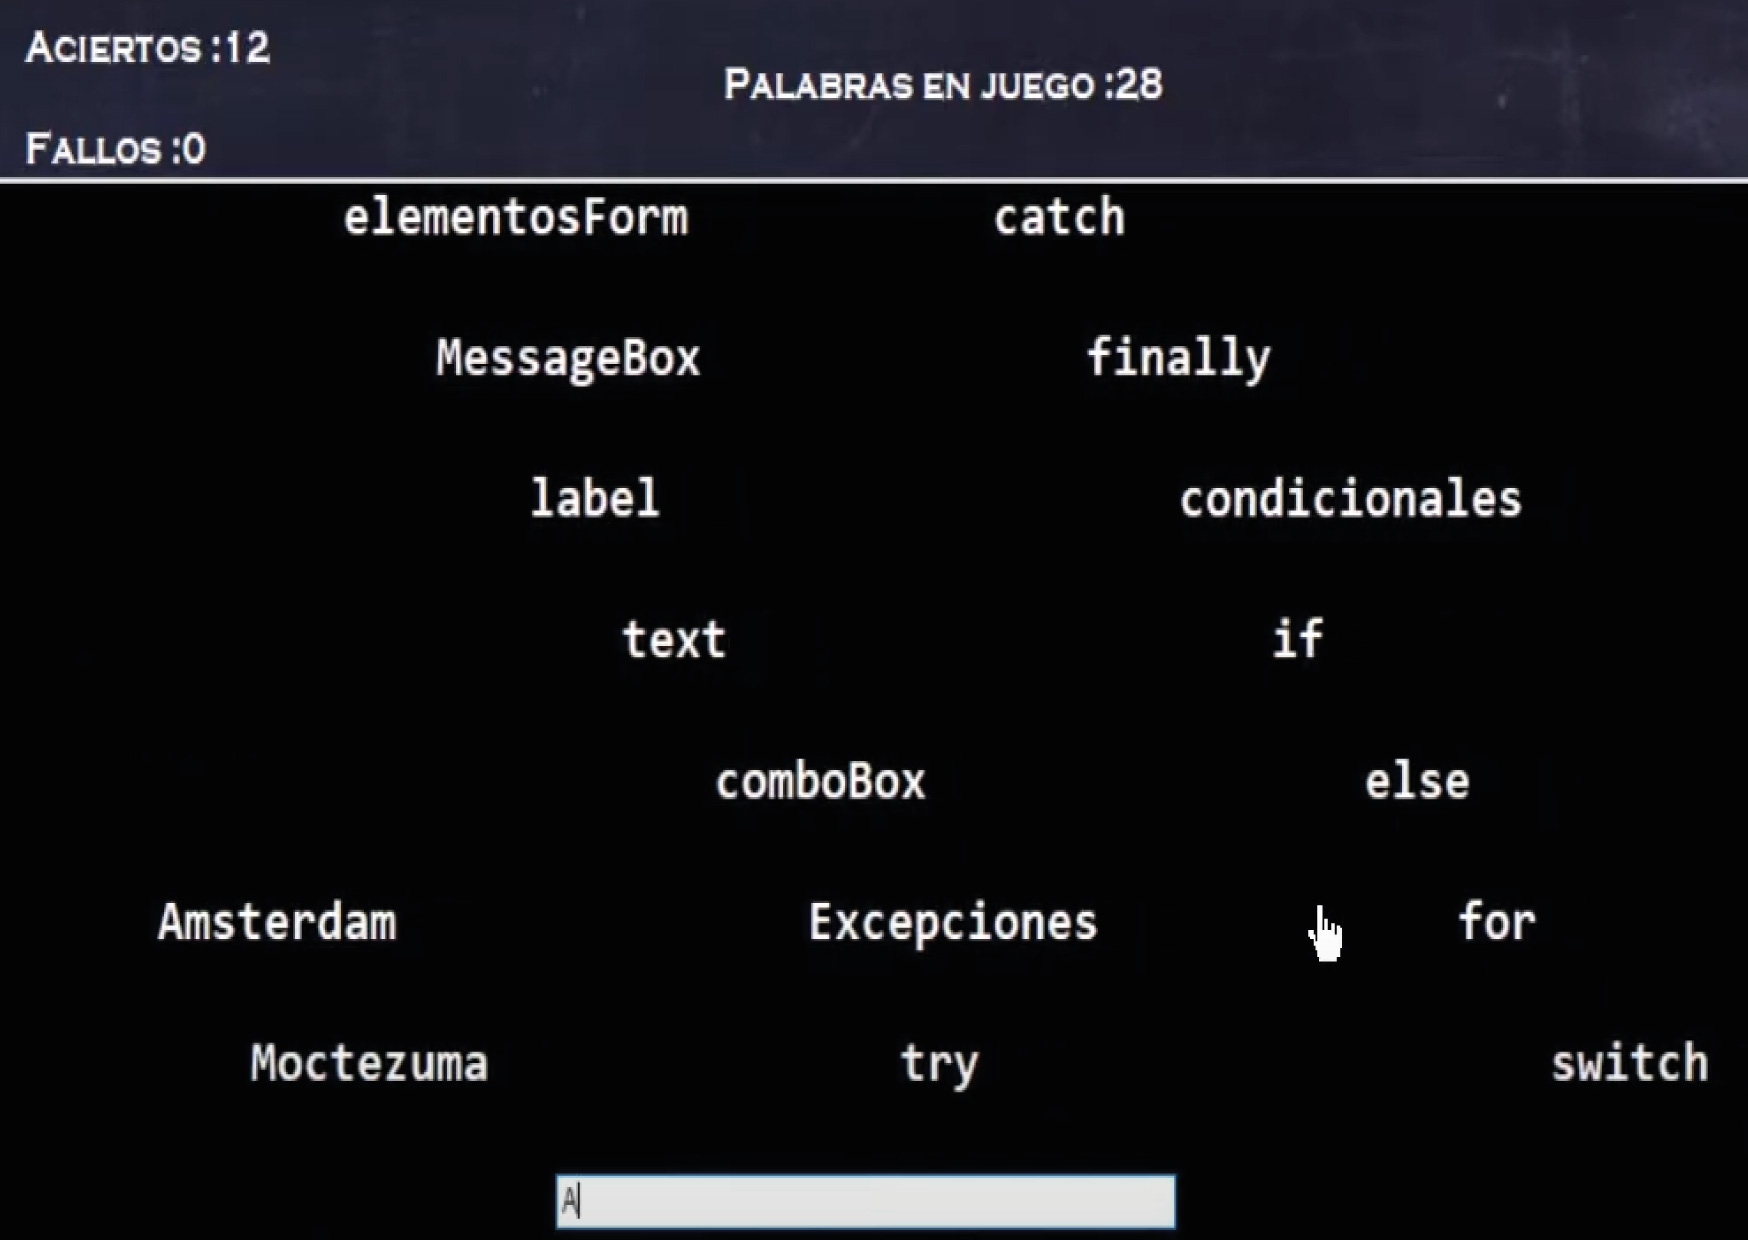 Aciertos :12
Palabras en juego :28
Fallos :0
elementosForm catch
MessageBox finally
label condicionales
text if
comboBox else
Amsterdam Excepciones for
Moctezuma try switch
A